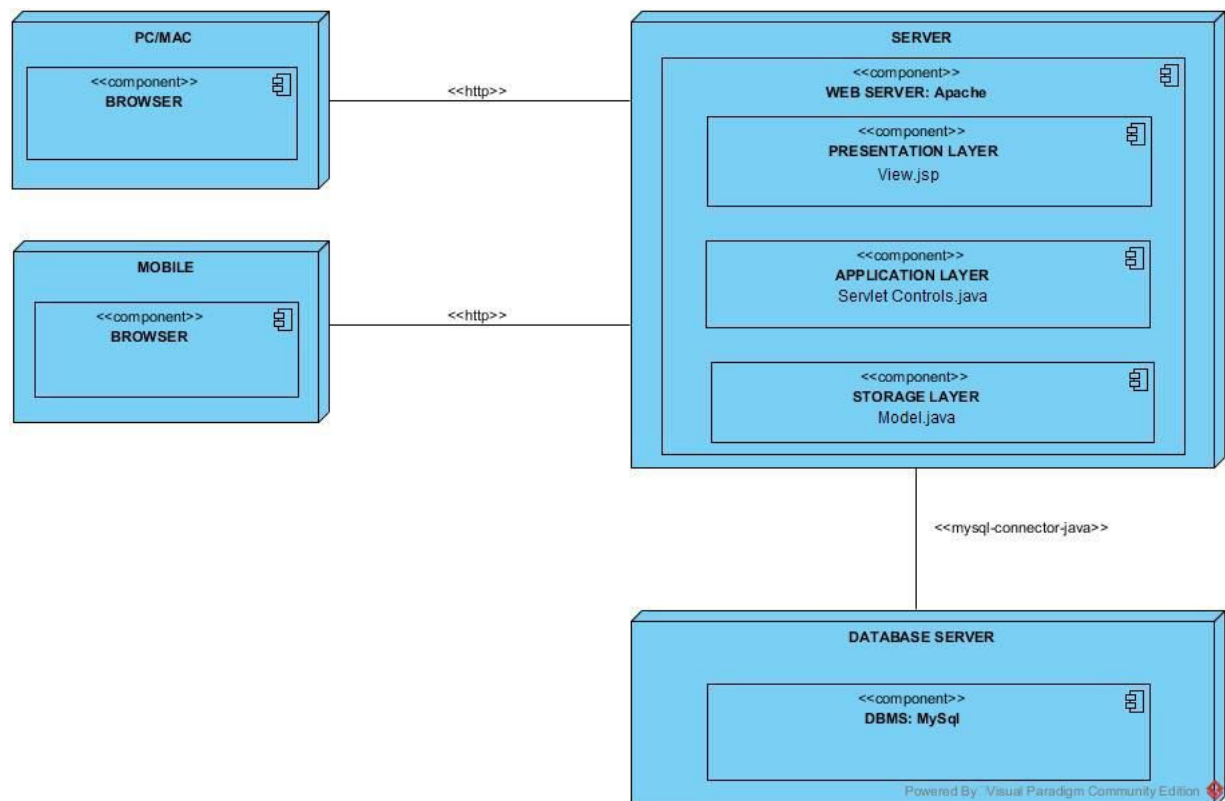 PC/MAC
<<component>>
BROWSER
<<http>>
MOBILE
<<component>>
BROWSER
<<http>>
SERVER
<<component>>
WEB SERVER: Apache
<<component>>
PRESENTATION LAYER
View.jsp
<<component>>
APPLICATION LAYER
Servlet Controls.java
<<component>>
STORAGE LAYER
Model.java
<<mysql-connector-java>>
DATABASE SERVER
<<component>>
DBMS: MySql
Powered By Visual Paradigm Community Edition